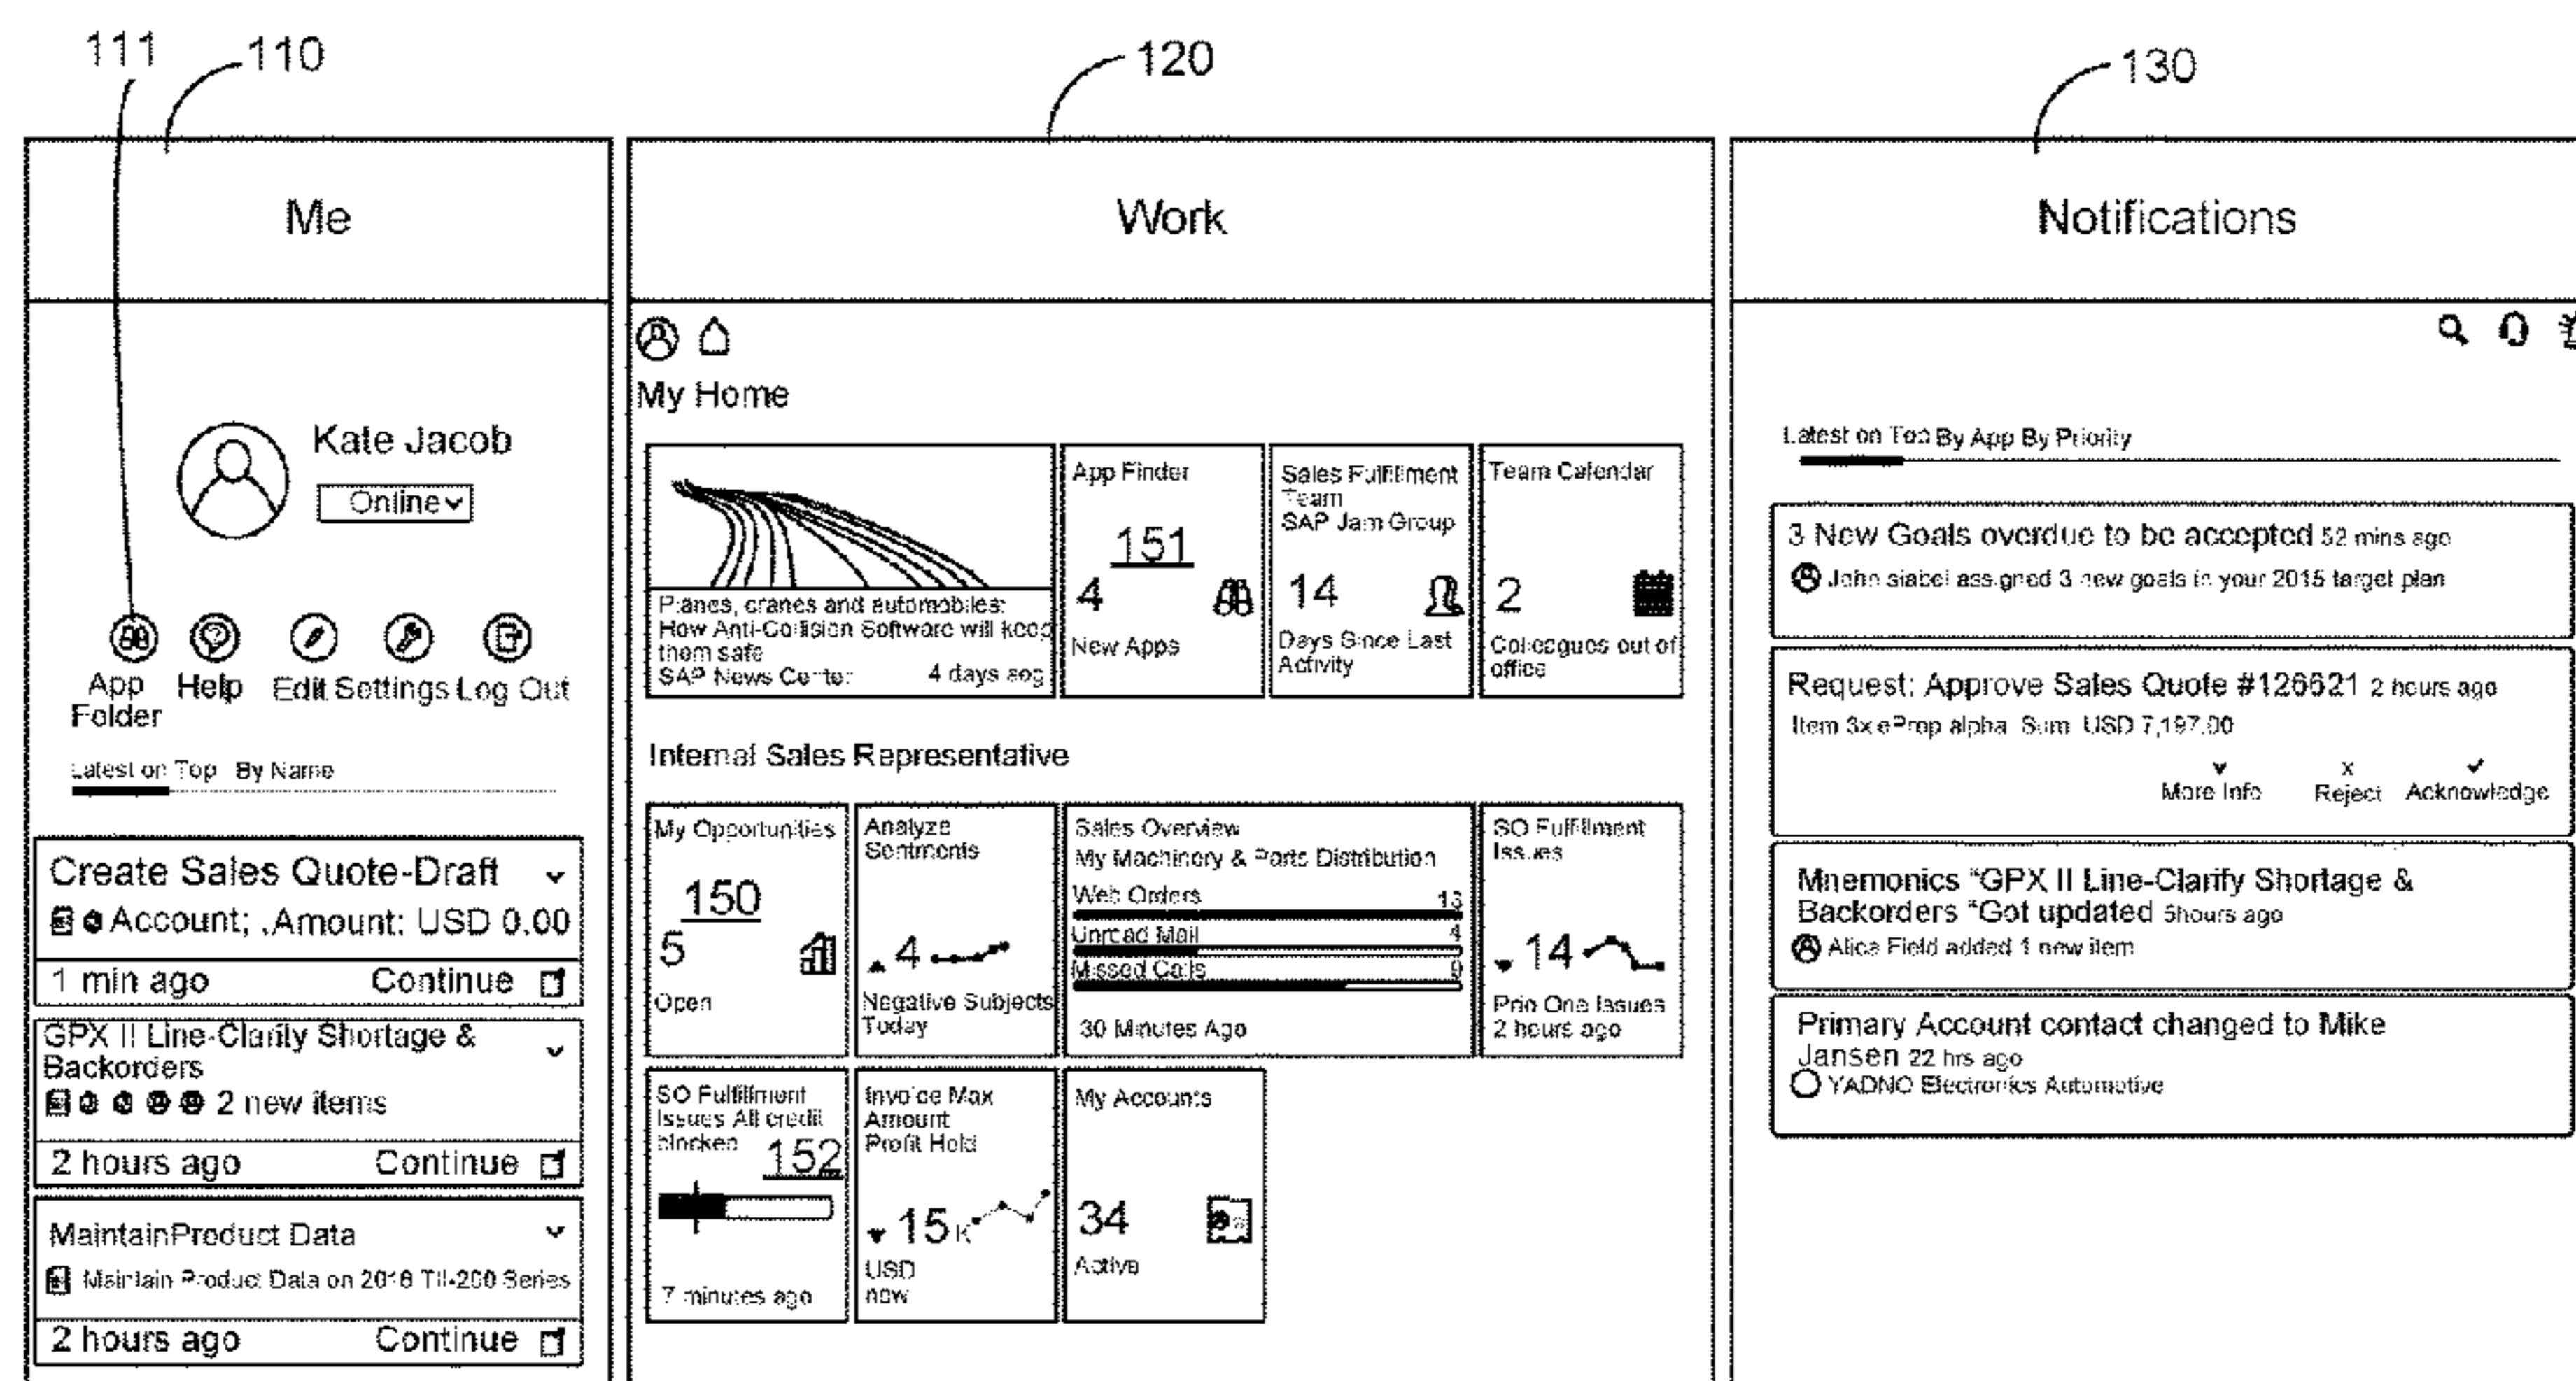 111
110
120
130
Me
Work
Notifications
Kate Jacob
Online
App
Folder
Help
Edit
Settings
Log Out
Latest on Top By Name
Create Sales Quote-Draft
Account; .Amount: USD 0.00
1 min ago
Continue
GPX II Line-Clarify Shortage &
Backorders
2 new items
2 hours ago
Continue
MaintainProduct Data
Maintain Product Data on Series
2 hours ago
Continue
My Home
Planes, cranes and automobiles:
How Anti-Collision Software will keep
them safe
SAP News Center
4 days aog
App Finder
151
4
New Apps
Sales Fulfillment
Team
SAP Jam Group
14
Days Since Last
Activity
Team Calendar
2
Colleagues out of
office
Internal Sales Representative
My Opportunities
150
5
Open
Analyze
Sentiments
4
Negative Subjects
Today
Sales Overview
My Machinery & Parts Distribution
Web Orders
Unread Mail 4
Missed Calls 9
30 Minutes Ago
SO Fulfillment
Issues
14
Prio One Issues
2 hours ago
SO Fulfillment
Issues All credit
152
7 minutes ago
Invoice Max
Amount
Profit Hold
15 K
USD
now
My Accounts
34
Active
Latest on Top By App By Priority
3 New Goals overdue to be accepted 52 mins ago
John assigned 3 new goals in your 2015 target plan
Request: Approve Sales Quote #126621 2 hours ago
Item 3x eProp alpha Sum USD 7,197.00
More Info
x
Reject
Acknowledge
Mnemonics "GPX II Line-Clarify Shortage &
Backorders "Got updated 5hours ago
Alice Field added 1 new item
Primary Account contact changed to Mike
Jansen 22 hrs ago
YADNO Electronics Automotive